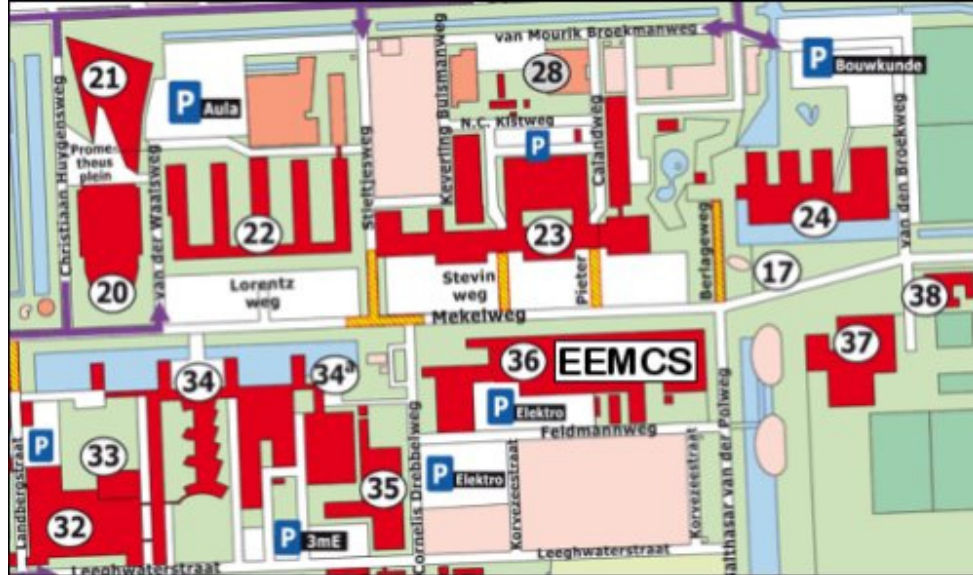 van Mourik Broekmanweg
21
P Aula
28
P Bouwkunde
Keverling Buismanweg
N.C. Kistweg
P
Calandweg
Stieltjesweg
Christiaan Huygensweg
Prome-
theus
plein
van der Waalsweg
22
23
24
van den Broekweg
Berlageweg
17
20
Lorentz
weg
Stevin
weg
Pieter
38
Mekelweg
36
EEMCS
37
34
34a
P Elektro
Feldmannweg
33
P
Landbergstraat
35
Cornelis Drebbelweg
P Elektro
Korvezeestraat
Korvezeestraat
Balthasar van der Polweg
32
P 3mE
Leeghwaterstraat
Leeghwaterstraat